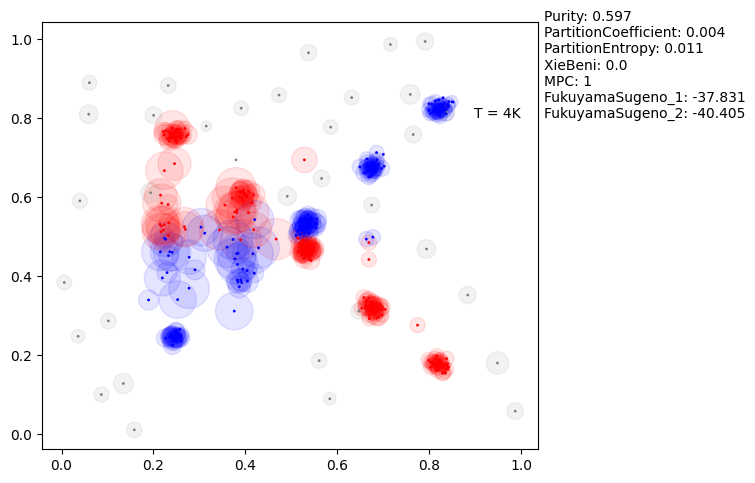 Purity: 0.597
PartitionCoefficient: 0.004
PartitionEntropy: 0.011
XieBeni: 0.0
MPC: 1
FukuyamaSugeno_1: -37.831
FukuyamaSugeno_2: -40.405
T = 4K
1.0
0.8
0.6
0.4
0.2
0.0
0.0 0.2 0.4 0.6 0.8 1.0